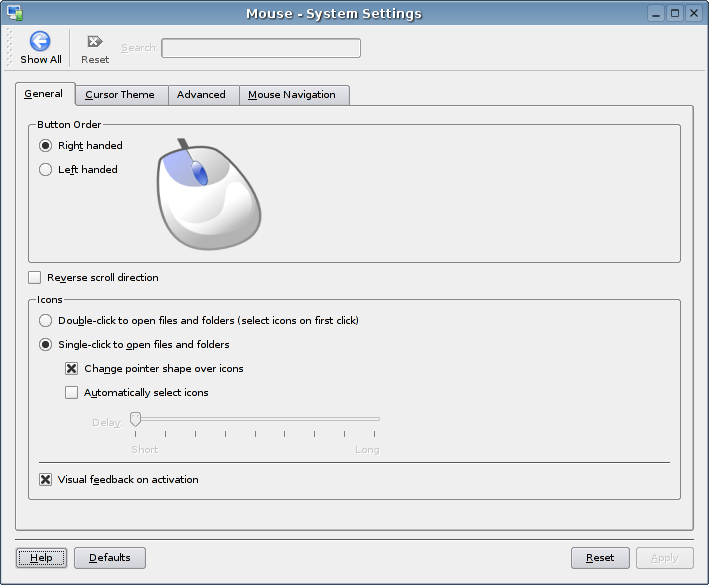 Mouse - System Settings
Show All
Reset
Search:
General
Cursor Theme
Advanced
Mouse Navigation
Button Order
Right handed
Left handed
Reverse scroll direction
Icons
Double-click to open files and folders (select icons on first click)
Single-click to open files and folders
Change pointer shape over icons
Automatically select icons
Delay:
Short
Long
Visual feedback on activation
Help
Defaults
Reset
Apply